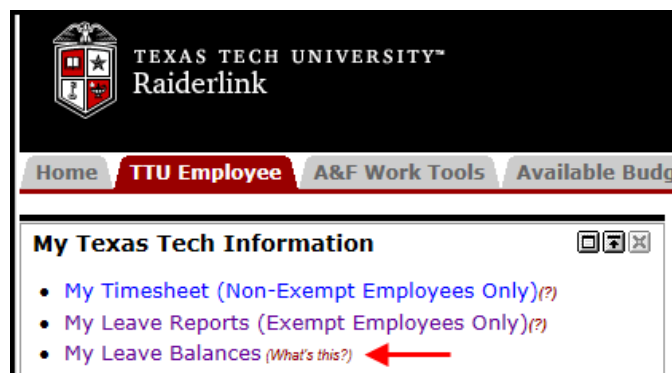 TEXAS TECH UNIVERSITY™
Raiderlink
Home TTU Employee A&F Work Tools Available Budg
My Texas Tech Information
My Timesheet (Non-Exempt Employees Only)(?)
My Leave Reports (Exempt Employees Only)(?)
My Leave Balances (What's this?)